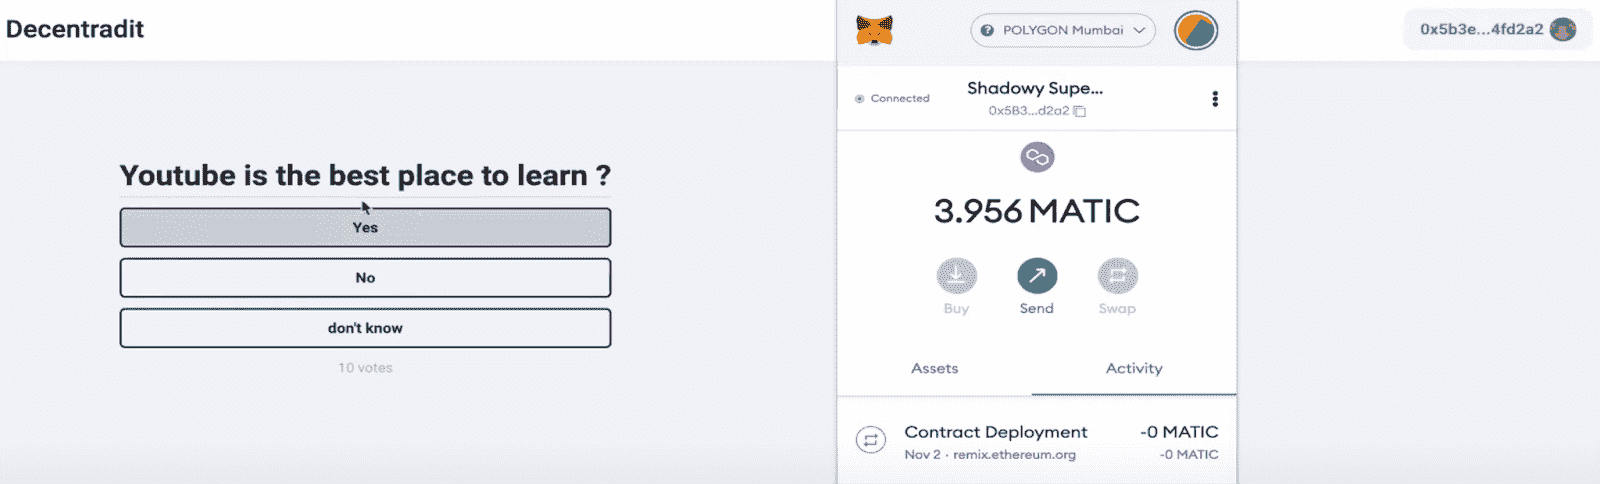 Decentradit
Youtube is the best place to learn ?
Yes
No
don't know
10 votes
POLYGON Mumbai
Connected
Shadowy Supe...
0x5B3...d2a2
3.956 MATIC
Buy
Send
Swap
Assets
Activity
Contract Deployment
-0 MATIC
Nov 2 · remix.ethereum.org
-0 MATIC
0x5b3e...4fd2a2